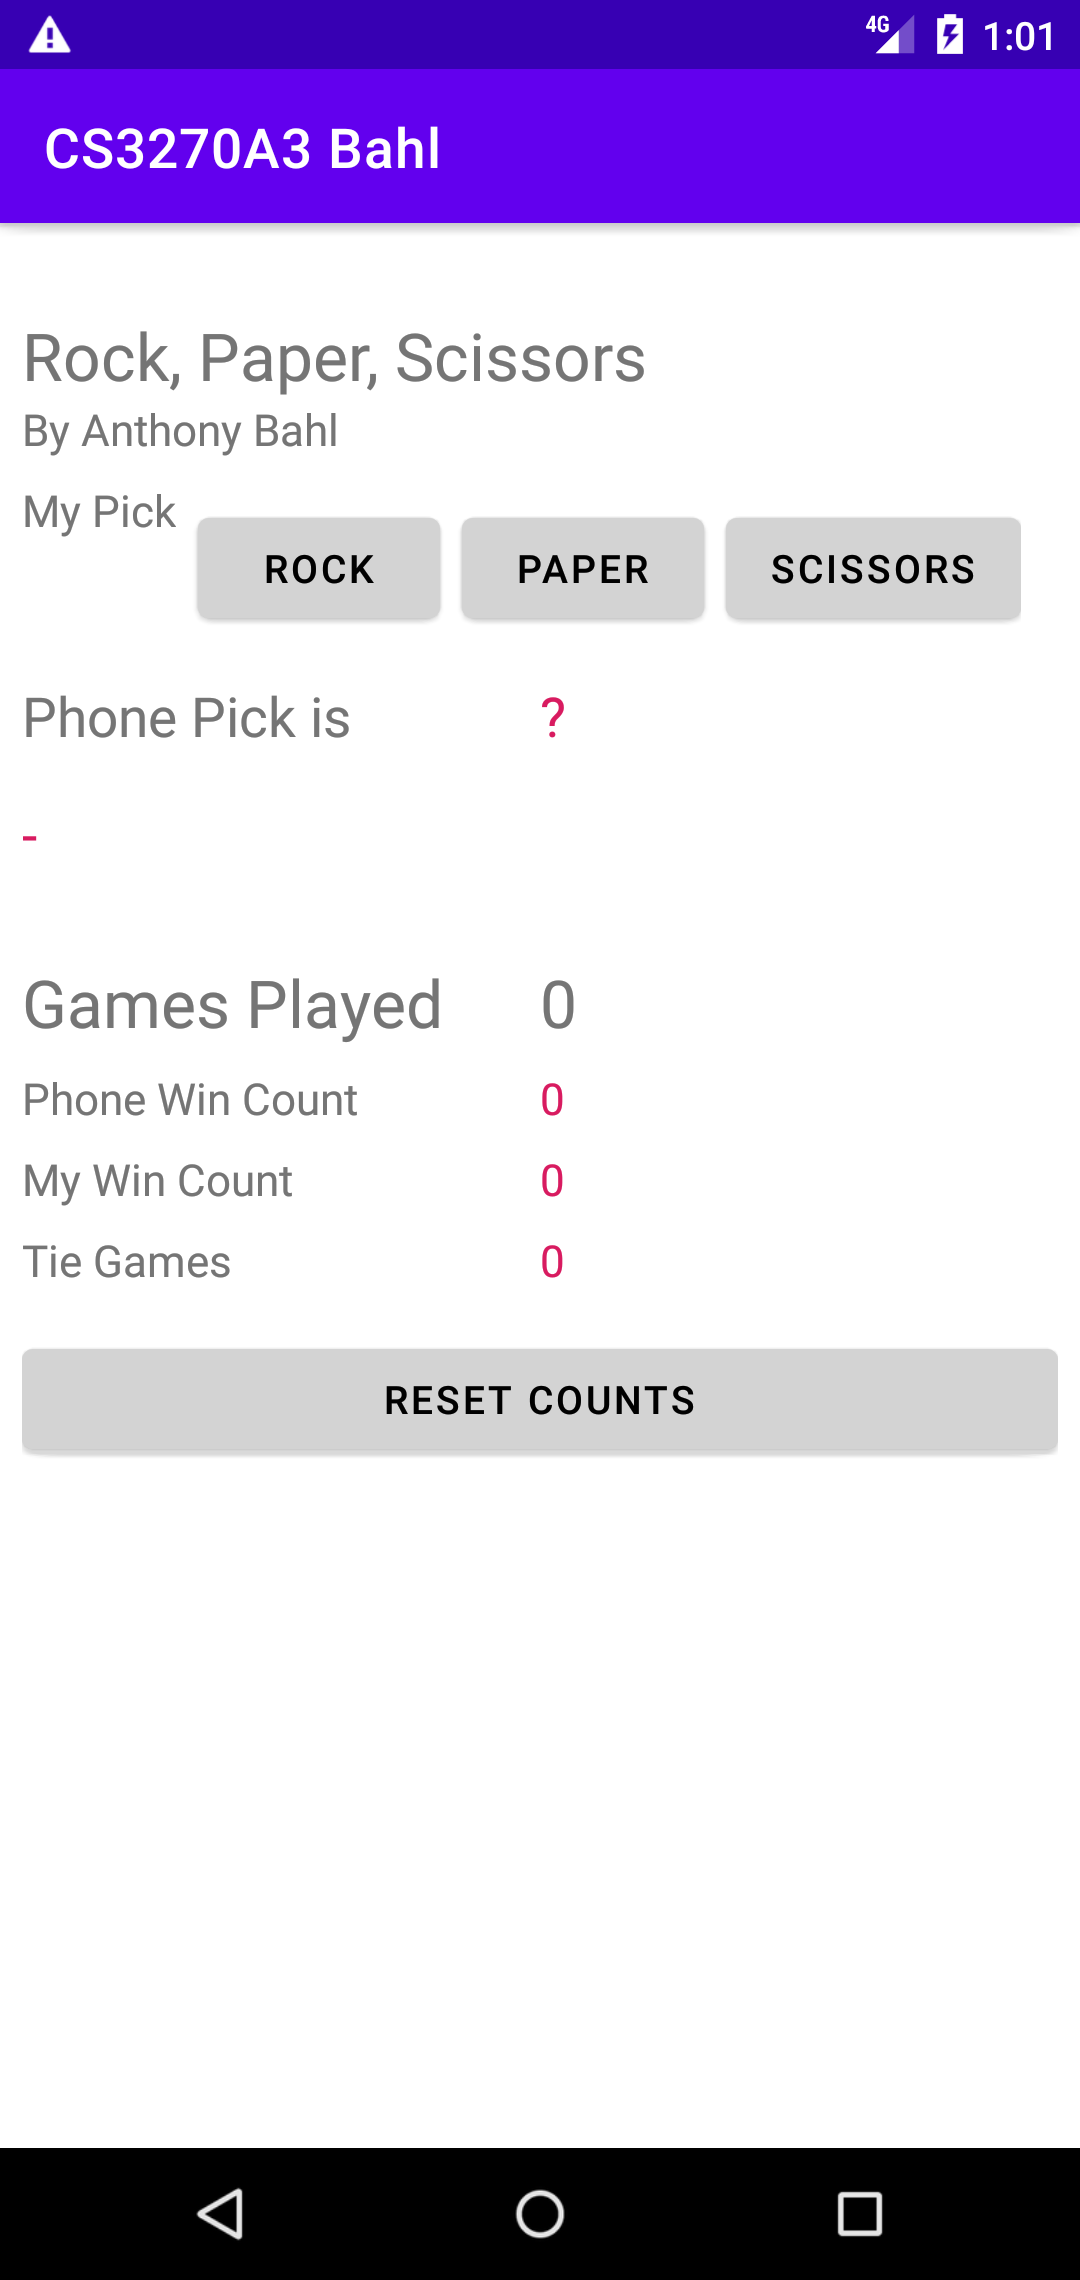 4G 1:01
CS3270A3 Bahl
Rock, Paper, Scissors
By Anthony Bahl
My Pick
ROCK PAPER SCISSORS
Phone Pick is ?
-
Games Played 0
Phone Win Count 0
My Win Count 0
Tie Games 0
RESET COUNTS